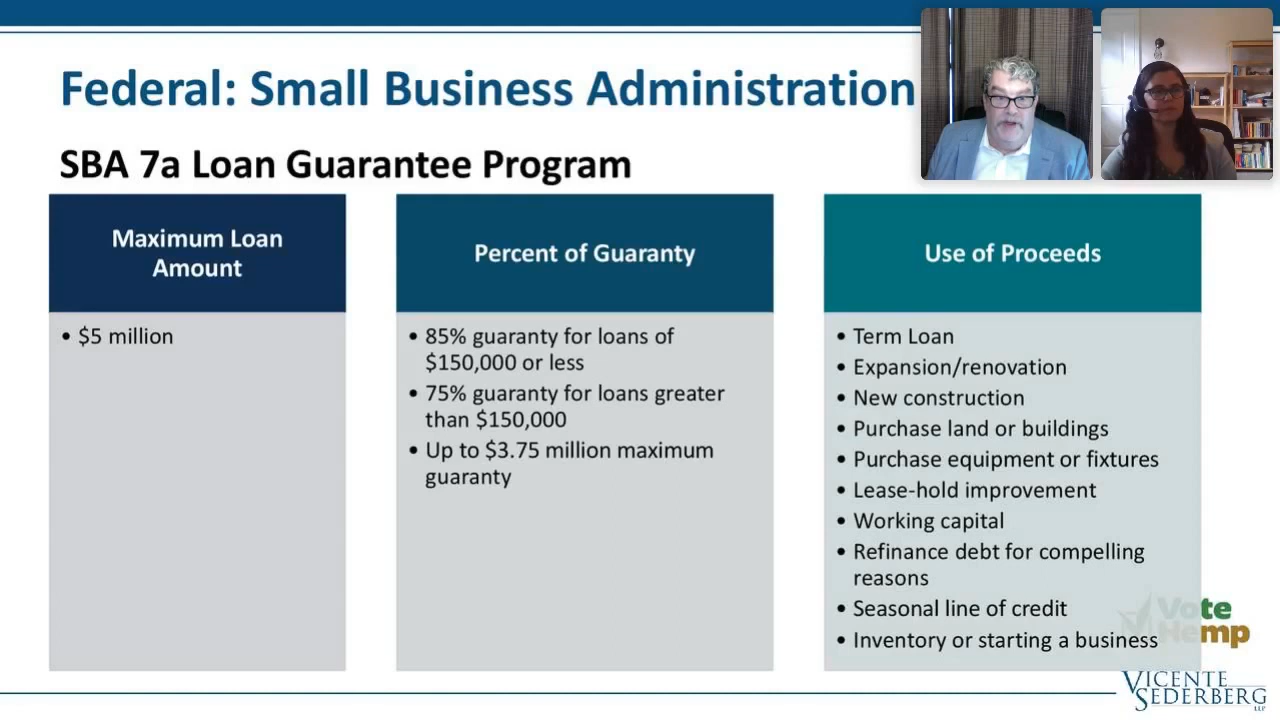 Federal: Small Business Administration
SBA 7a Loan Guarantee Program
Maximum Loan
Amount
• $5 million
Percent of Guaranty
• 85% guaranty for loans of
$150,000 or less
• 75% guaranty for loans greater
than $150,000
• Up to $3.75 million maximum
guaranty
Use of Proceeds
• Term Loan
• Expansion/renovation
• New construction
• Purchase land or buildings
• Purchase equipment or fixtures
• Lease-hold improvement
• Working capital
• Refinance debt for compelling
reasons
• Seasonal line of credit
• Inventory or starting a business
Vote
Hemp
VICENTE
SEDERBERG
LLP